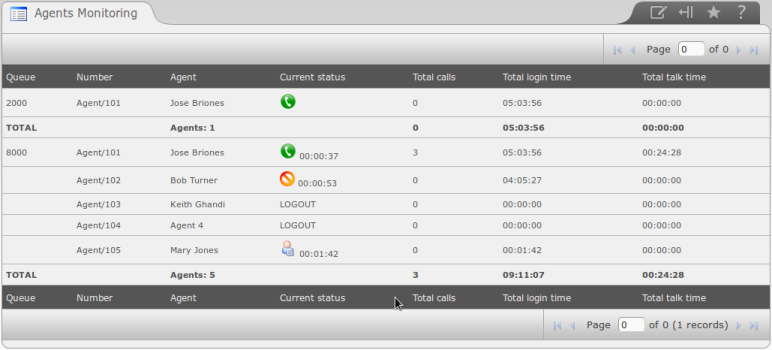 Agents Monitoring
?
Page 0 of 0
Queue Number Agent Current status Total calls Total login time Total talk time
2000 Agent/101 Jose Briones 0 05:03:56 00:00:00
TOTAL Agents: 1 0 05:03:56 00:00:00
8000 Agent/101 Jose Briones 00:00:37 3 05:03:56 00:24:28
Agent/102 Bob Turner 00:00:53 0 04:05:27 00:00:00
Agent/103 Keith Ghandi LOGOUT 0 00:00:00 00:00:00
Agent/104 Agent 4 LOGOUT 0 00:00:00 00:00:00
Agent/105 Mary Jones 00:01:42 0 00:01:42 00:00:00
TOTAL Agents: 5 3 09:11:07 00:24:28
Queue Number Agent Current status Total calls Total login time Total talk time
Page 0 of 0 (1 records)